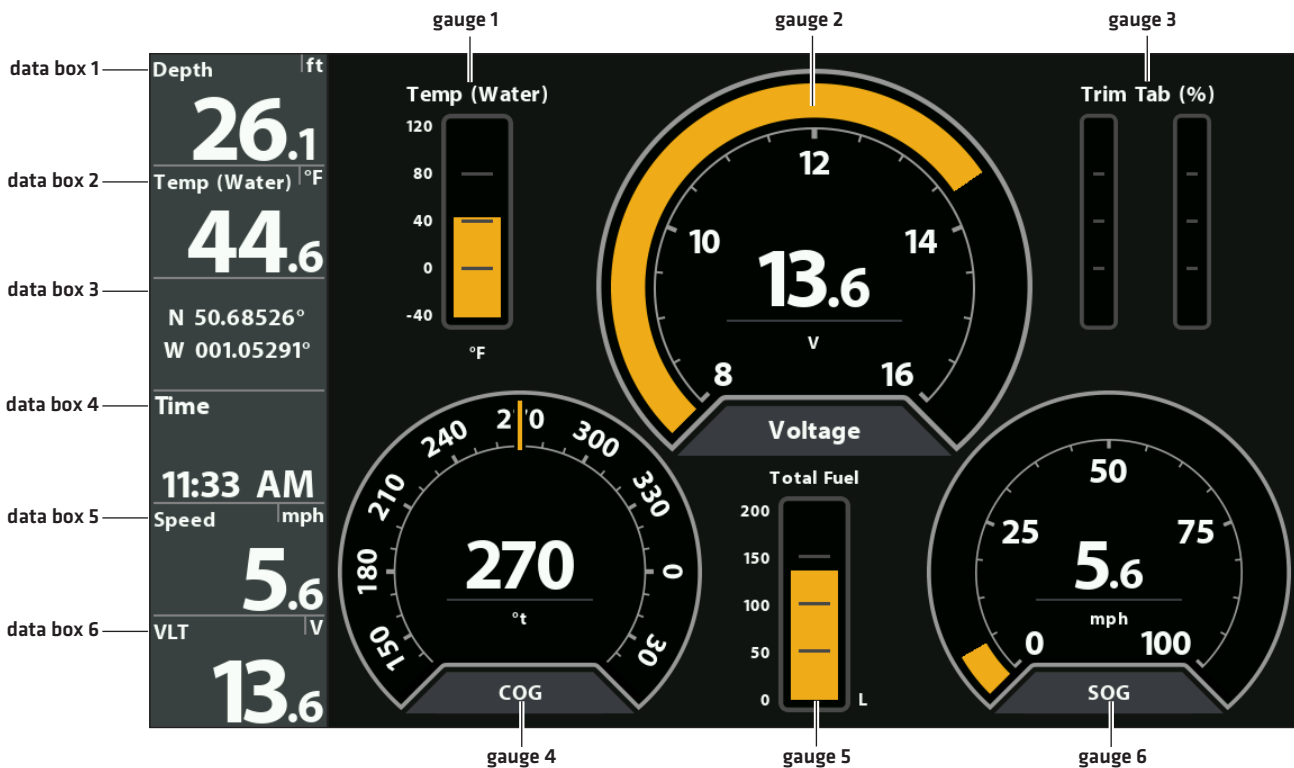 gauge 1
gauge 2
gauge 3
data box 1
Depth ft
26.1
data box 2
Temp (Water) °F
44.6
data box 3
N 50.68526°
W 001.05291°
data box 4
Time
11:33 AM
data box 5
Speed mph
5.6
data box 6
VLT V
13.6
Temp (Water)
120
80
40
0
-40
°F
12
10
14
13.6
V
8
16
Voltage
Trim Tab (%)
150
180
210
240
270
300
330
0
30
270
°t
COG
gauge 4
Total Fuel
200
150
100
50
0
L
gauge 5
50
25
75
5.6
mph
0
100
SOG
gauge 6